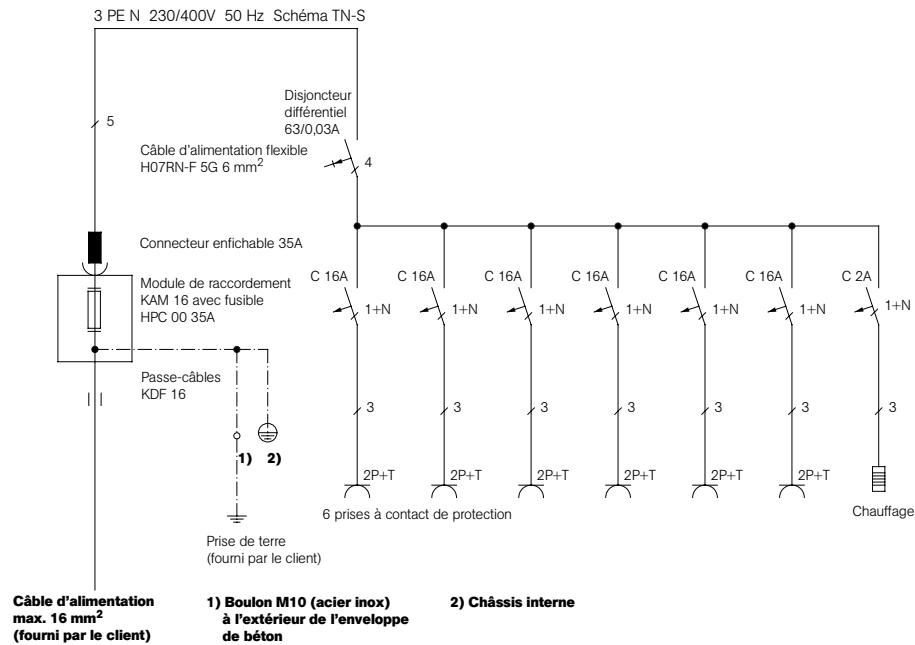 3 PE N 230/400V 50 Hz Schéma TN-S
Disjoncteur
différentiel
63/0,03A
5
Câble d'alimentation flexible
H07RN-F 5G 6 mm²
4
Connecteur enfichable 35A
Module de raccordement
KAM 16 avec fusible
HPC 00 35A
C 16A
C 16A
C 16A
C 16A
C 16A
C 16A
C 2A
1+N
1+N
1+N
1+N
1+N
1+N
1+N
Passe-câbles
KDF 16
3
3
3
3
3
3
3
1)
2)
2P+T
2P+T
2P+T
2P+T
2P+T
2P+T
6 prises à contact de protection
Chauffage
Prise de terre
(fourni par le client)
Câble d'alimentation
max. 16 mm²
(fourni par le client)
1) Boulon M10 (acier inox)
à l'extérieur de l'enveloppe
de béton
2) Châssis interne